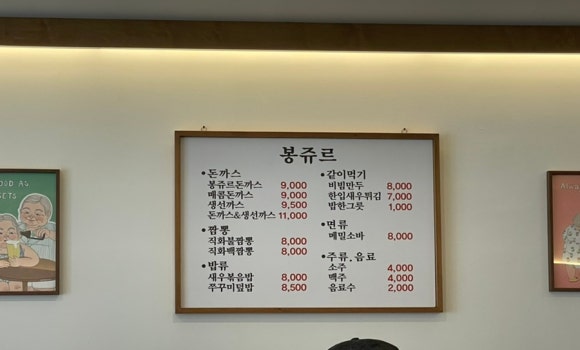 봉쥬르
•돈까스
봉쥬르돈까스 9,000
매콤돈까스 9,000
생선까스 9,500
돈까스&생선까스 11,000
•짬뽕
직화불짬뽕 8,000
직화백짬뽕 8,000
•밥류
새우볶음밥 8,000
쭈꾸미덮밥 8,500
•같이먹기
비빔만두 8,000
한입새우튀김 7,000
밥한그릇 1,000
•면류
메밀소바 8,000
•주류.음료
소주 4,000
맥주 4,000
음료수 2,000